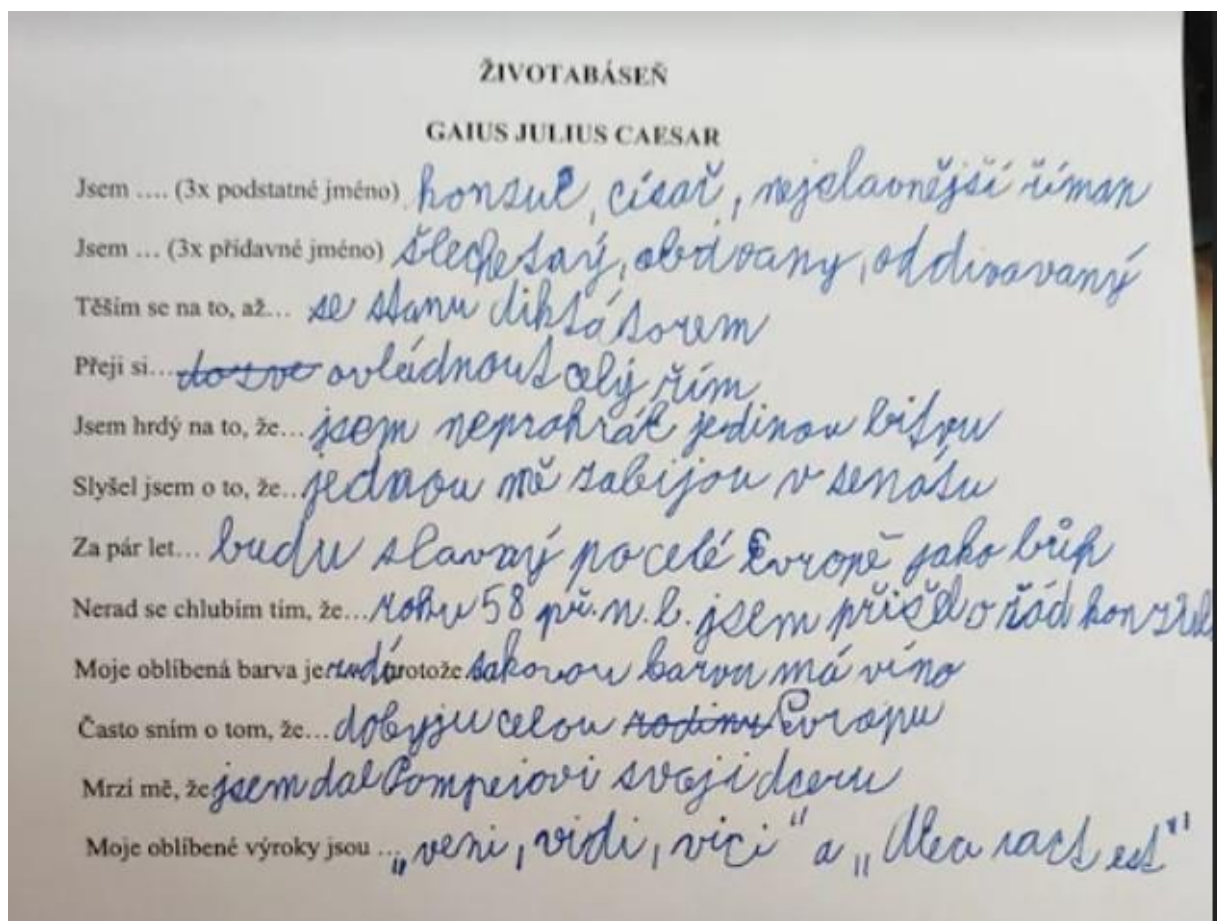 ŽIVOTABÁSEŇ
GAIUS JULIUS CAESAR
Jsem .... (3x podstatné jméno) konzul, císař, nejslavnější říman
Jsem ... (3x přídavné jméno) šlechetný, obdivany, oddivovaný
Těším se na to, až... se stanu diktátorem
Přeji si... ovládnout celý řím
Jsem hrdý na to, že... jsem neprohrál jedinou bitvu
Slyšel jsem o to, že.. jednou mě zabijou v senátu
Za pár let... budu slavný po celé Evropě jako bůh
Nerad se chlubím tím, že... roku 58 př. n. l. jsem přišel o řád
Moje oblíbená barva je rudá protože takovou barvu má víno
Často sním o tom, že... dobyju celou rodinu Evropu
Mrzí mě, že jsem dal Pompeiovi svoji dceru
Moje oblíbené výroky jsou ... „veni, vidi, vici" a „Alea ract est"